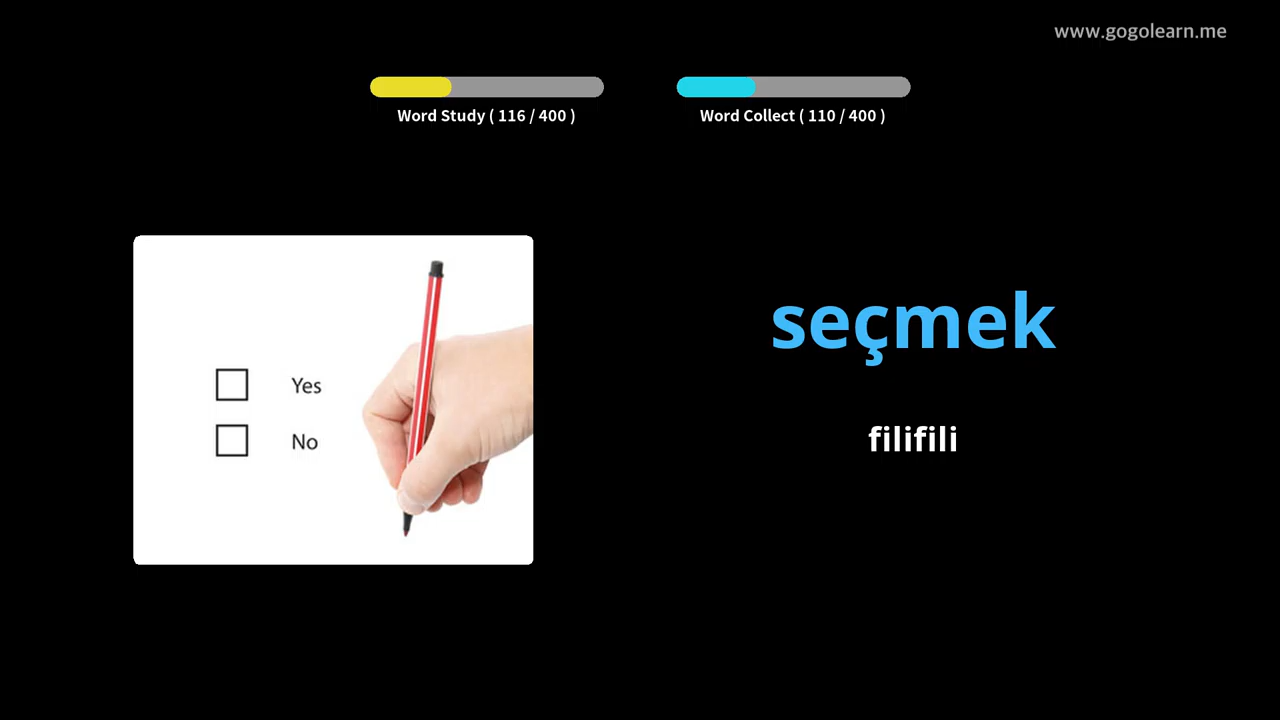 www.gogolearn.me
Word Study ( 116 / 400 )
Word Collect ( 110 / 400 )
Yes
No
seçmek
filifili